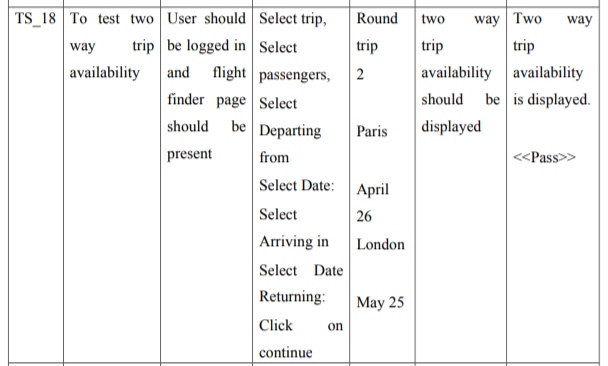 TS_18
To test two
way trip
availability
User should
be logged in
and flight
finder page
should be
present
Select trip,
Select
passengers,
Select
Departing
from
Select Date:
Select
Arriving in
Select Date
Returning:
Click on
continue
Round
trip
2
Paris
April
26
London
May 25
two way
trip
availability
should be
displayed
Two way
trip
availability
is displayed.
<<Pass>>